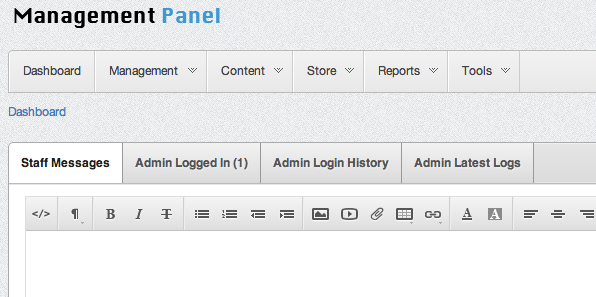 Management Panel
Dashboard Management Content Store Reports Tools
Dashboard
Staff Messages Admin Logged In (1) Admin Login History Admin Latest Logs
</> ¶ B I T A A